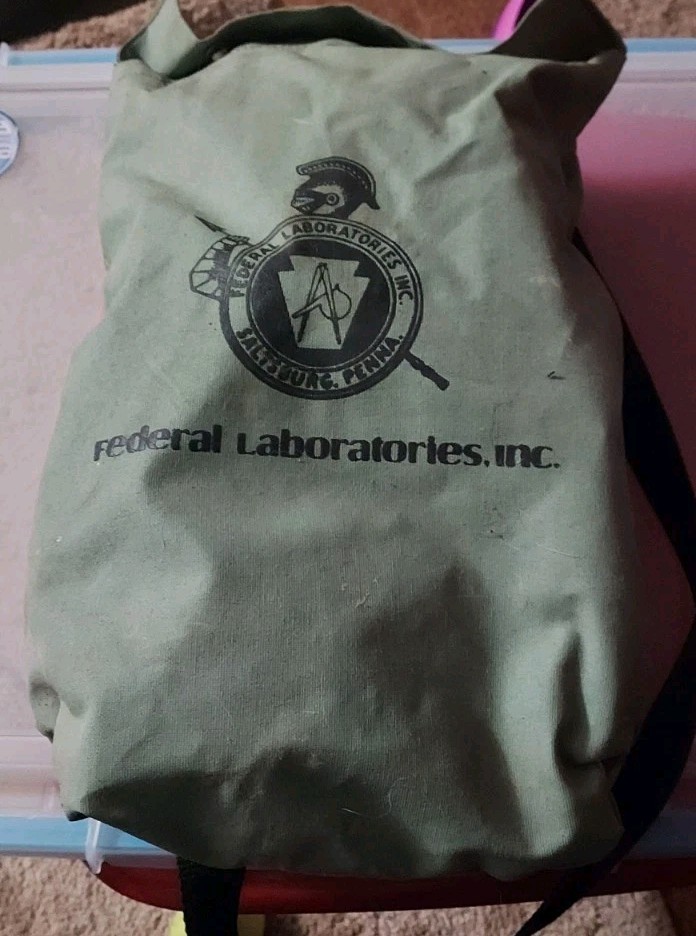 FEDERAL LABORATORIES INC.
SALTSBURG, PENNA.
Federal Laboratories, Inc.